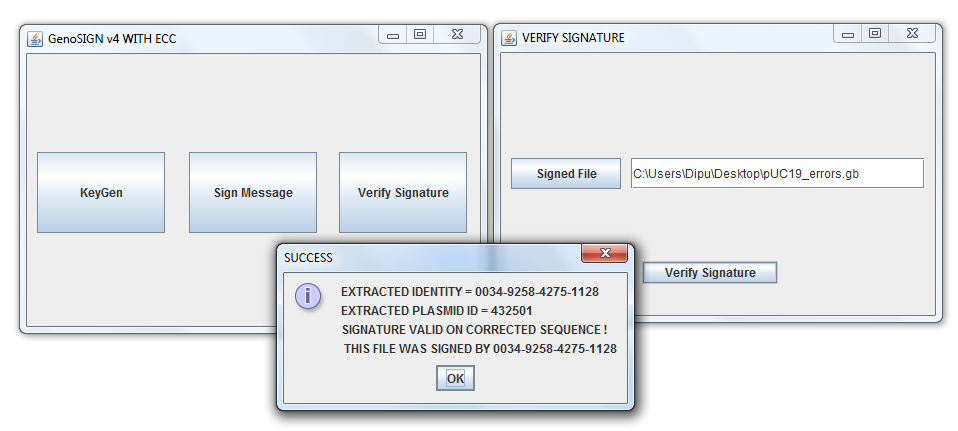 GenoSIGN v4 WITH ECC
KeyGen
Sign Message
Verify Signature
VERIFY SIGNATURE
Signed File
C:\Users\Dipu\Desktop\pUC19_errors.gb
Verify Signature
SUCCESS
EXTRACTED IDENTITY = 0034-9258-4275-1128
EXTRACTED PLASMID ID = 432501
SIGNATURE VALID ON CORRECTED SEQUENCE !
THIS FILE WAS SIGNED BY 0034-9258-4275-1128
OK